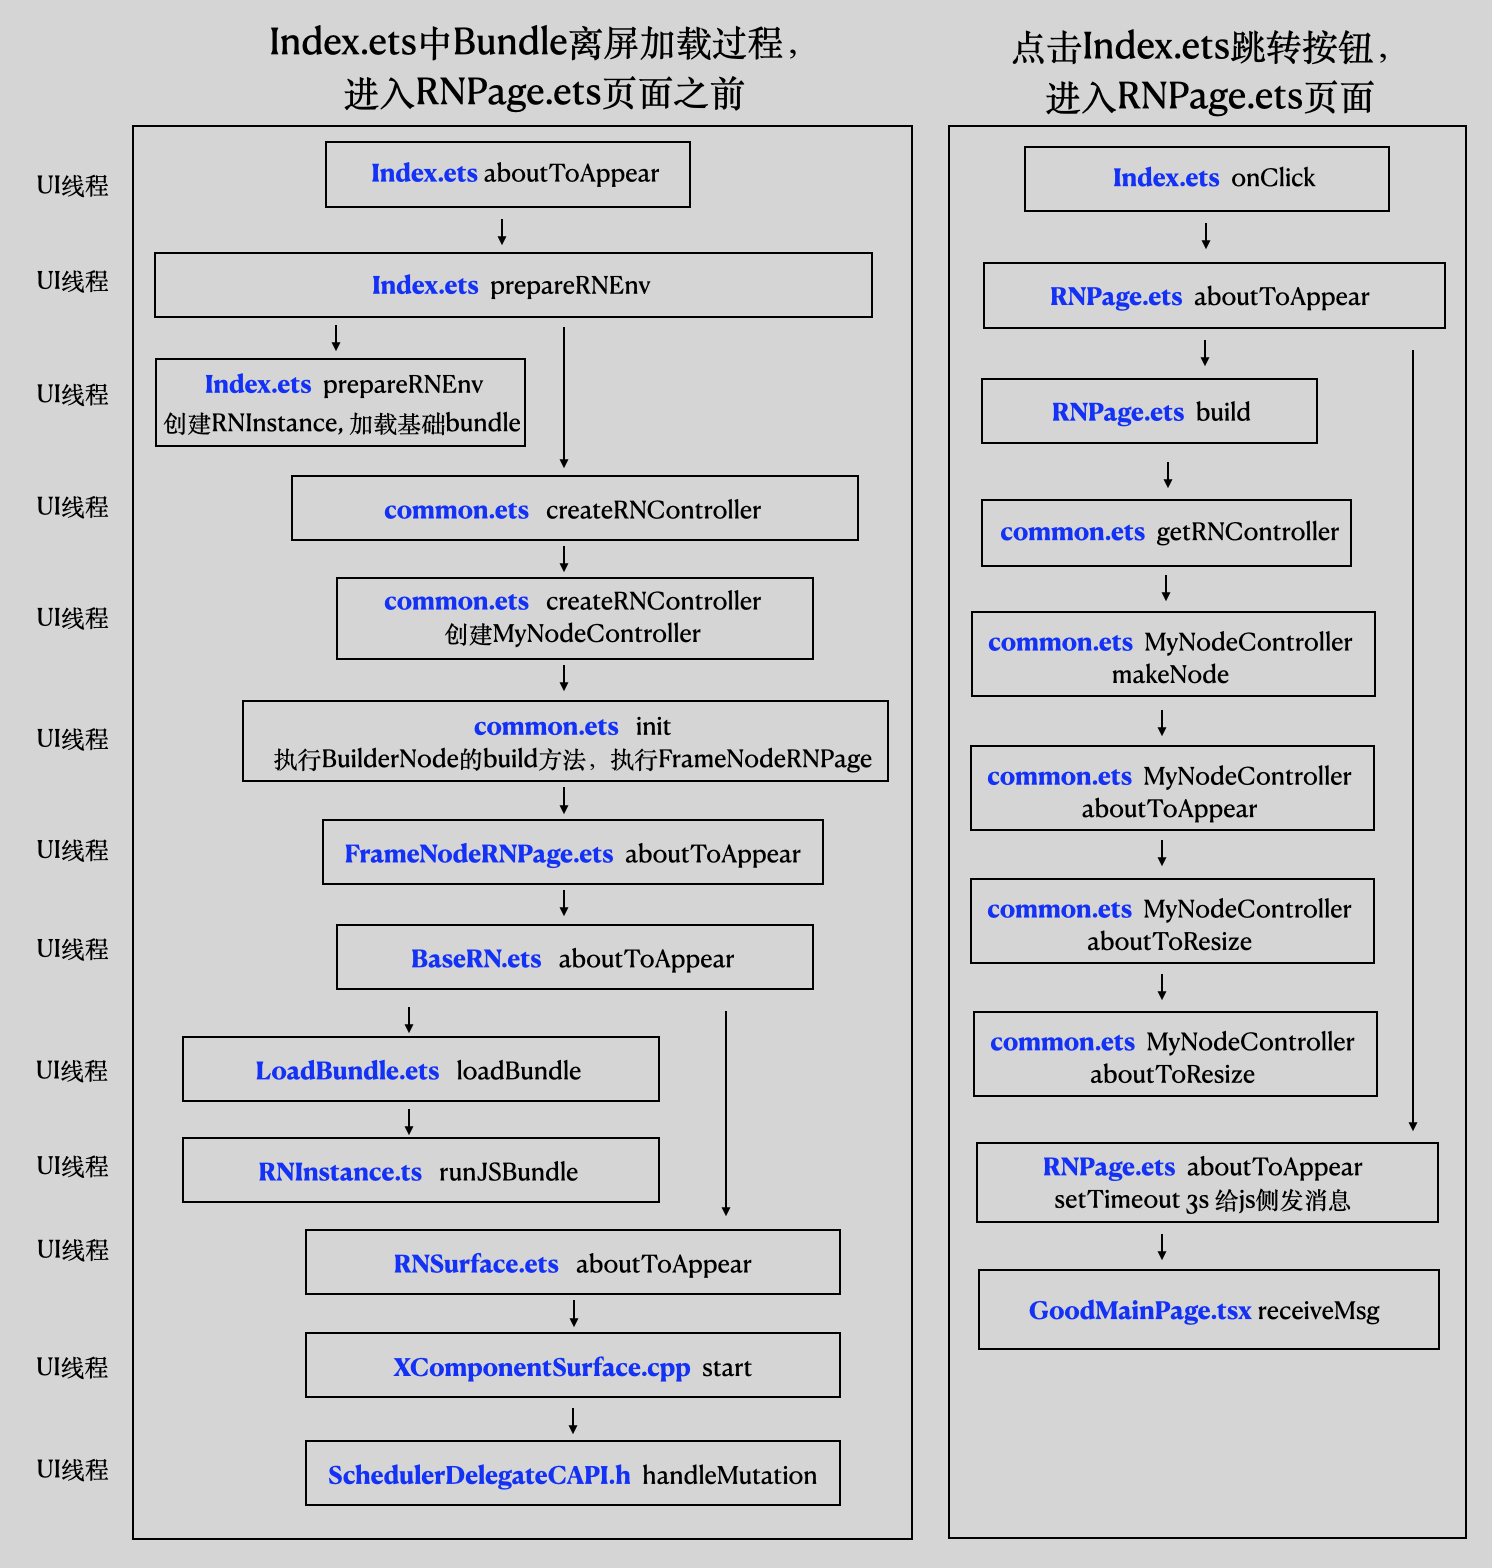 Index.ets中Bundle离屏加载过程,
进入RNPage.ets页面之前
UI线程
Index.ets aboutToAppear
UI线程
Index.ets prepareRNEnv
UI线程
Index.ets prepareRNEnv
创建RNInstance, 加载基础bundle
UI线程
common.ets createRNController
UI线程
common.ets createRNController
创建MyNodeController
UI线程
common.ets init
执行BuilderNode的build方法，执行FrameNodeRNPage
UI线程
FrameNodeRNPage.ets aboutToAppear
UI线程
BaseRN.ets aboutToAppear
UI线程
LoadBundle.ets loadBundle
UI线程
RNInstance.ts runJSBundle
UI线程
RNSurface.ets aboutToAppear
UI线程
XComponentSurface.cpp start
UI线程
SchedulerDelegateCAPI.h handleMutation
点击Index.ets跳转按钮,
进入RNPage.ets页面
Index.ets onClick
RNPage.ets aboutToAppear
RNPage.ets build
common.ets getRNController
common.ets MyNodeController
makeNode
common.ets MyNodeController
aboutToAppear
common.ets MyNodeController
aboutToResize
common.ets MyNodeController
aboutToResize
RNPage.ets aboutToAppear
setTimeout 3s 给js侧发消息
GoodMainPage.tsx receiveMsg